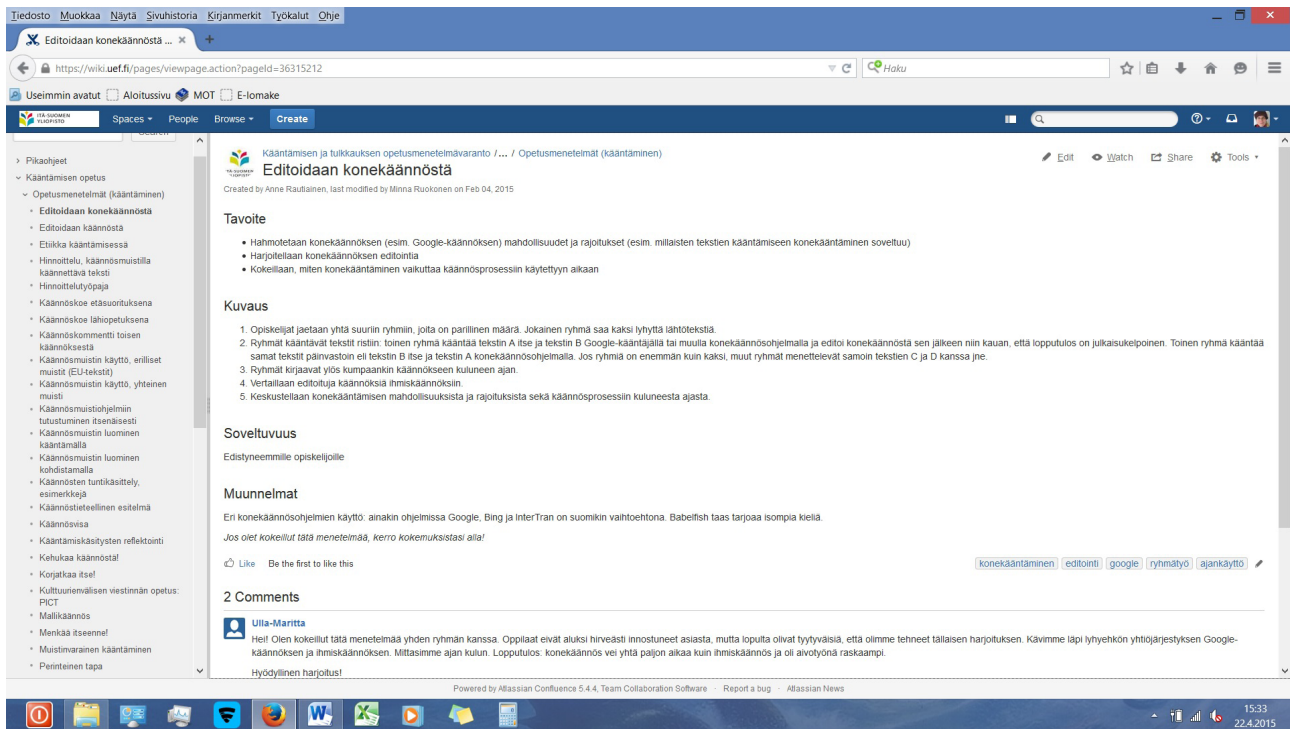 Tiedosto Muokkaa Näytä Sivuhistoria Kirjanmerkit Työkalut Ohje
Editoidaan konekäännöstä ...
https://wiki.uef.fi/pages/viewpage.action?pageId=36315212
Haku
Useimmin avatut Aloitussivu MOT E-lomake
ITÄ-SUOMEN YLIOPISTO Spaces People Browse Create
Search
Pikaohjeet
Kääntämisen opetus
Opetusmenetelmät (kääntäminen)
Editoidaan konekäännöstä
Editoidaan käännöstä
Etiikka kääntämisessä
Hinnoittelu, käännösmuistilla
käännettävä teksti
Hinnoittelutyöpaja
Käännöskoe etäsuorituksena
Käännöskoe lähiopetuksena
Käännöskommentti toisen
käännöksestä
Käännösmuistin käyttö, erilliset
muistit (EU-tekstit)
Käännösmuistin käyttö, yhteinen
muisti
Käännösmuistiohjelmiin
tutustuminen itsenäisesti
Käännösmuistin luominen
kääntämällä
Käännösmuistin luominen
kohdistamalla
Käännösten tuntikäsittely,
esimerkkejä
Käännöstieteellinen esitelmä
Käännösvisa
Kääntämiskäsitysten reflektointi
Kehukaa käännöstä!
Korjatkaa itse!
Kulttuurienvälisen viestinnän opetus:
PICT
Mallikäännös
Menkää itseenne!
Muistinvarainen kääntäminen
Perinteinen tapa
Kääntämisen ja tulkkauksen opetusmenetelmävaranto /... / Opetusmenetelmät (kääntäminen)
Edit Watch Share Tools
Editoidaan konekäännöstä
Created by Anne Rautiainen, last modified by Minna Ruokonen on Feb 04, 2015
Tavoite
Hahmotetaan konekäännöksen (esim. Google-käännöksen) mahdollisuudet ja rajoitukset (esim. millaisten tekstien kääntämiseen konekääntäminen soveltuu)
Harjoitellaan konekäännöksen editointia
Kokeillaan, miten konekääntäminen vaikuttaa käännösprosessiin käytettyyn aikaan
Kuvaus
1. Opiskelijat jaetaan yhtä suuriin ryhmiin, joita on parillinen määrä. Jokainen ryhmä saa kaksi lyhyttä lähtötekstiä.
2. Ryhmät kääntävät tekstit ristiin: toinen ryhmä kääntää tekstin A itse ja tekstin B Google-kääntäjällä tai muulla konekäännösohjelmalla ja editoi konekäännöstä sen jälkeen niin kauan, että lopputulos on julkaisukelpoinen. Toinen ryhmä kääntää
samat tekstit päinvastoin eli tekstin B itse ja tekstin A konekäännösohjelmalla. Jos ryhmiä on enemmän kuin kaksi, muut ryhmät menettelevät samoin tekstien C ja D kanssa jne.
3. Ryhmät kirjaavat ylös kumpaankin käännökseen kuluneen ajan.
4. Vertaillaan editoituja käännöksiä ihmiskäännöksiin.
5. Keskustellaan konekääntämisen mahdollisuuksista ja rajoituksista sekä käännösprosessiin kuluneesta ajasta.
Soveltuvuus
Edistyneemmille opiskelijoille
Muunnelmat
Eri konekäännösohjelmien käyttö: ainakin ohjelmissa Google, Bing ja InterTran on suomikin vaihtoehtona. Babelfish taas tarjoaa isompia kieliä.
Jos olet kokeillut tätä menetelmää, kerro kokemuksistasi alla!
Like Be the first to like this
konekääntäminen editointi google ryhmätyö ajankäyttö
2 Comments
Ulla-Maritta
Hei! Olen kokeillut tätä menetelmää yhden ryhmän kanssa. Oppilaat eivät aluksi hirveästi innostuneet asiasta, mutta lopulta olivat tyytyväisiä, että olimme tehneet tällaisen harjoituksen. Kävimme läpi lyhyehkön yhtiöjärjestyksen Google-
käännöksen ja ihmiskäännöksen. Mittasimme ajan kulun. Lopputulos: konekäännös vei yhtä paljon aikaa kuin ihmiskäännös ja oli aivotyönä raskaampi.
Hyödyllinen harjoitus!
Powered by Atlassian Confluence 5.4.4, Team Collaboration Software · Report a bug · Atlassian News
15:33
22.4.2015